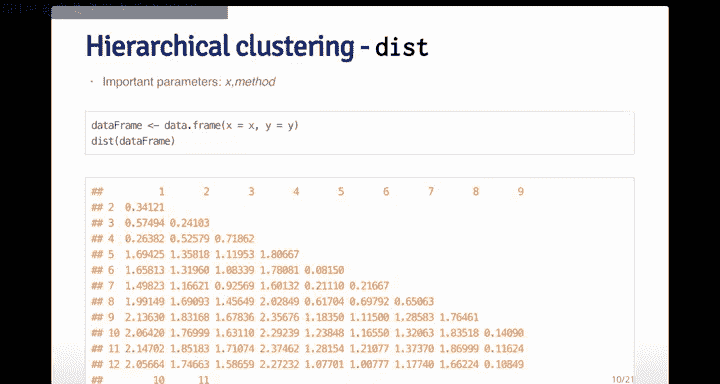 Hierarchical clustering - dist
· Important parameters: x,method
dataFrame <- data.frame(x = x, y = y)
dist(dataFrame)
## 1 2 3 4 5 6 7 8 9
## 2 0.34121
## 3 0.57494 0.24103
## 4 0.26382 0.52579 0.71862
## 5 1.69425 1.35818 1.11953 1.80667
## 6 1.65813 1.31960 1.08339 1.78081 0.08150
## 7 1.49823 1.16621 0.92569 1.60132 0.21110 0.21667
## 8 1.99149 1.69093 1.45649 2.02849 0.61704 0.69792 0.65063
## 9 2.13630 1.83168 1.67836 2.35676 1.18350 1.11500 1.28583 1.76461
## 10 2.06420 1.76999 1.63110 2.29239 1.23848 1.16550 1.32063 1.83518 0.14090
## 11 2.14702 1.85183 1.71074 2.37462 1.28154 1.21077 1.37370 1.86999 0.11624
## 12 2.05664 1.74663 1.58659 2.27232 1.07701 1.00777 1.17740 1.66224 0.10849
## 10 11
10/21